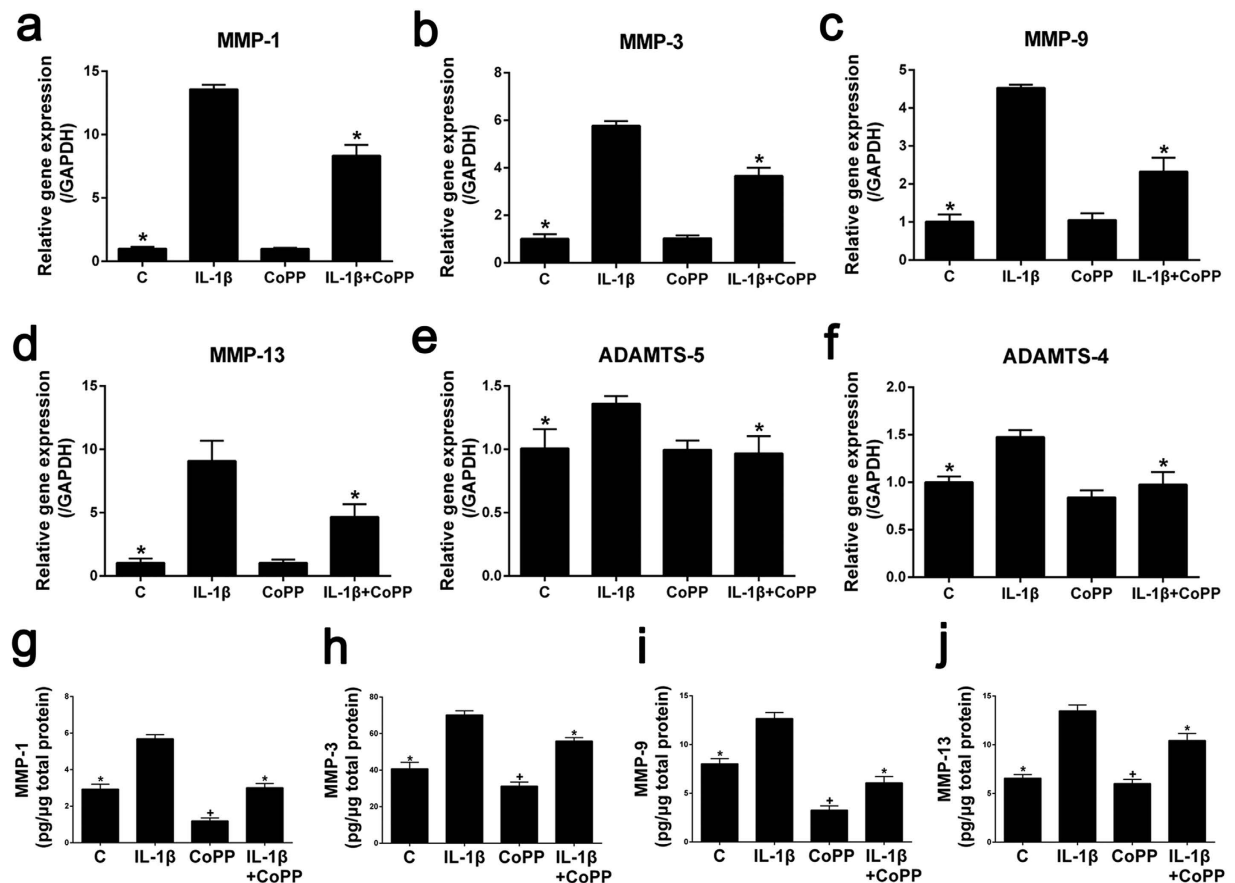 a
MMP-1
Relative gene expression
(/GAPDH)
15
10
5
0
*
*
C
IL-1β
CoPP
IL-1β+CoPP
b
MMP-3
Relative gene expression
(/GAPDH)
8
6
4
2
0
*
*
C
IL-1β
CoPP
IL-1β+CoPP
c
MMP-9
Relative gene expression
(/GAPDH)
5
4
3
2
1
0
*
*
C
IL-1β
CoPP
IL-1β+CoPP
d
MMP-13
Relative gene expression
(/GAPDH)
15
10
5
0
*
*
C
IL-1β
CoPP
IL-1β+CoPP
e
ADAMTS-5
Relative gene expression
(/GAPDH)
1.5
1.0
0.5
0.0
*
*
C
IL-1β
CoPP
IL-1β+CoPP
f
ADAMTS-4
Relative gene expression
(/GAPDH)
2.0
1.5
1.0
0.5
0.0
*
*
C
IL-1β
CoPP
IL-1β+CoPP
g
MMP-1
(pg/µg total protein)
8
6
4
2
0
*
+
*
C
IL-1β
CoPP
IL-1β
+CoPP
h
MMP-3
(pg/µg total protein)
80
60
40
20
0
*
+
*
C
IL-1β
CoPP
IL-1β
+CoPP
i
MMP-9
(pg/µg total protein)
15
10
5
0
*
+
*
C
IL-1β
CoPP
IL-1β
+CoPP
j
MMP-13
(pg/µg total protein)
15
10
5
0
*
+
*
C
IL-1β
CoPP
IL-1β
+CoPP